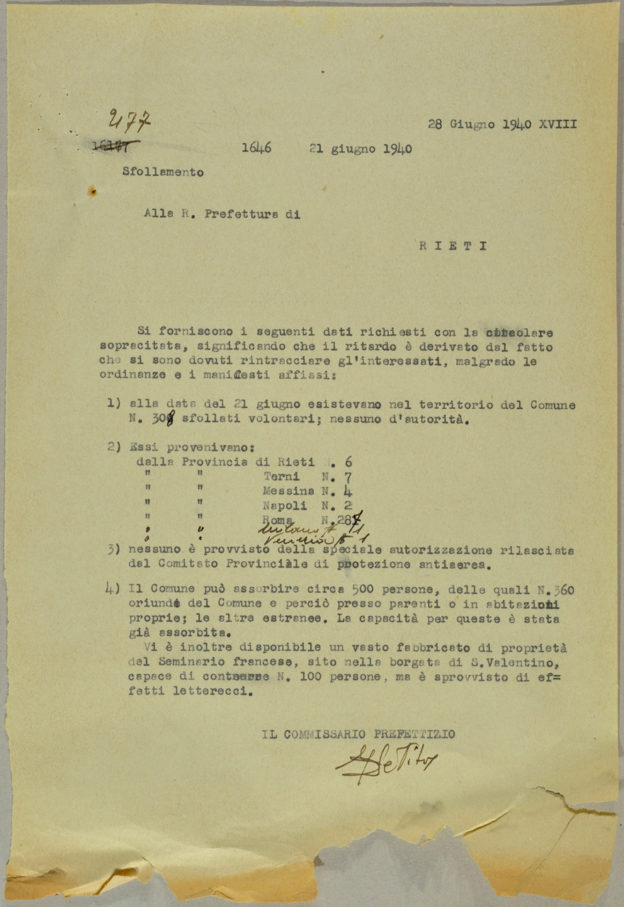 2177
28 Giugno 1940 XVIII
1646 21 giugno 1940
Sfollamento
Alla R. Prefettura di
R I E T I
Si forniscono i seguenti dati richiesti con la circolare
sopracitata, significando che il ritardo è derivato dal fatto
che si sono dovuti rintracciare gl'interessati, malgrado le
ordinanze e i manifesti affissi:
1) alla data del 21 giugno esistevano nel territorio del Comune
N. 308 sfollati volontari; nessuno d'autorità.
2) Essi provenivano:
dalla Provincia di Rieti N. 6
" " Terni N. 7
" " Messina N. 4
" " Napoli N. 2
" " Roma N. 287
" " Milano " 1
" " Venezia " 1
3) nessuno è provvisto della speciale autorizzazione rilasciata
dal Comitato Provinciale di protezione antiaerea.
4) Il Comune può assorbire circa 500 persone, delle quali N. 360
oriundi del Comune e perciò presso parenti o in abitazioni
proprie; le altre estranee. La capacità per queste è stata
già assorbita.
Vi è inoltre disponibile un vasto fabbricato di proprietà
del Seminario francese, sito nella borgata di S.Valentino,
capace di N. 100 persone, ma è sprovvisto di ef=
fetti letterecci.
IL COMMISSARIO PREFETTIZIO